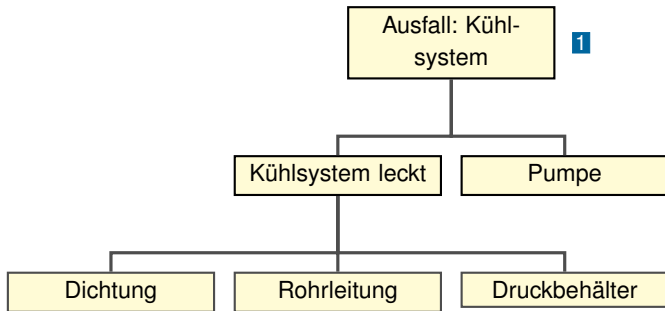 Ausfall: Kühl-
system
1
Kühlsystem leckt
Pumpe
Dichtung
Rohrleitung
Druckbehälter